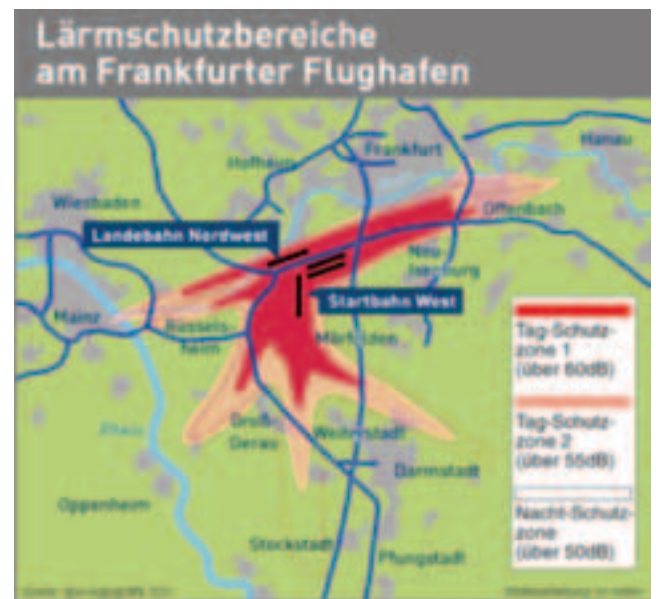 Lärmschutzbereiche
am Frankfurter Flughafen
Hanau
Frankfurt
Hofheim
Wiesbaden
Offenbach
Landebahn Nordwest
Neu-
Isenburg
Startbahn West
Mainz
Rüssels-
heim
Mörfelden
Tag-Schutz-
zone 1
(über 60dB)
Tag-Schutz-
zone 2
(über 55dB)
Nacht-Schutz-
zone
(über 50dB)
Rhein
Groß-
Gerau
Weiterstadt
Darmstadt
Oppenheim
Stockstadt
Pfungstadt